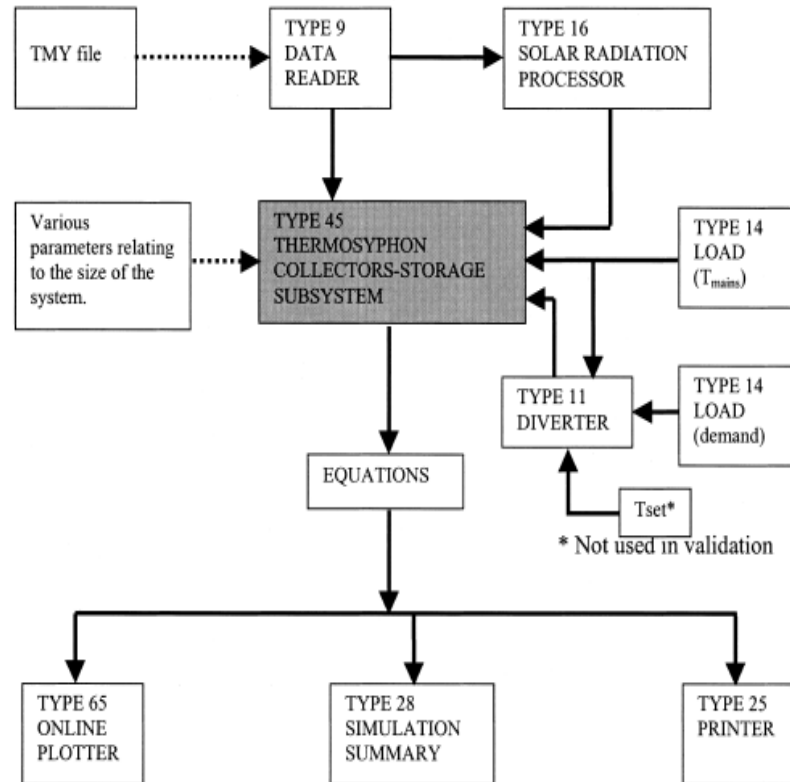 TMY file
TYPE 9
DATA
READER
TYPE 16
SOLAR RADIATION
PROCESSOR
Various
parameters relating
to the size of the
system.
TYPE 45
THERMOSYPHON
COLLECTORS-STORAGE
SUBSYSTEM
TYPE 14
LOAD
(Tmains)
TYPE 11
DIVERTER
TYPE 14
LOAD
(demand)
EQUATIONS
Tset*
* Not used in validation
TYPE 65
ONLINE
PLOTTER
TYPE 28
SIMULATION
SUMMARY
TYPE 25
PRINTER